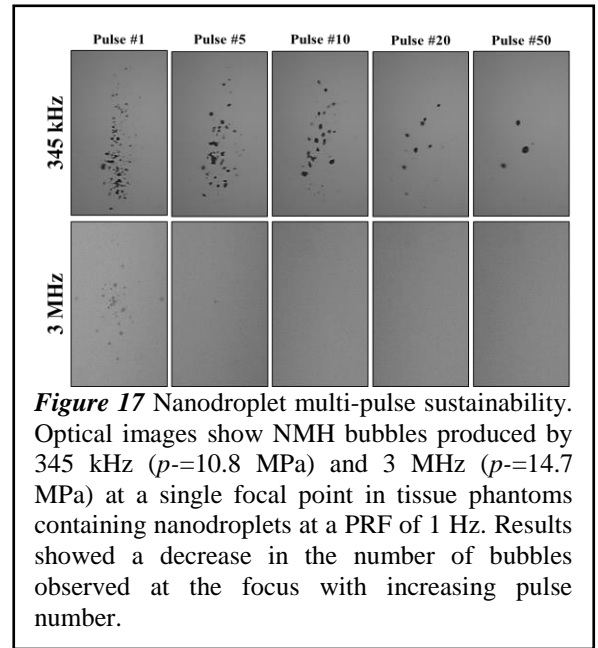 Pulse #1 Pulse #5 Pulse #10 Pulse #20 Pulse #50
345 kHz
3 MHz
Figure 17 Nanodroplet multi-pulse sustainability.
Optical images show NMH bubbles produced by
345 kHz (p-=10.8 MPa) and 3 MHz (p-=14.7
MPa) at a single focal point in tissue phantoms
containing nanodroplets at a PRF of 1 Hz. Results
showed a decrease in the number of bubbles
observed at the focus with increasing pulse
number.